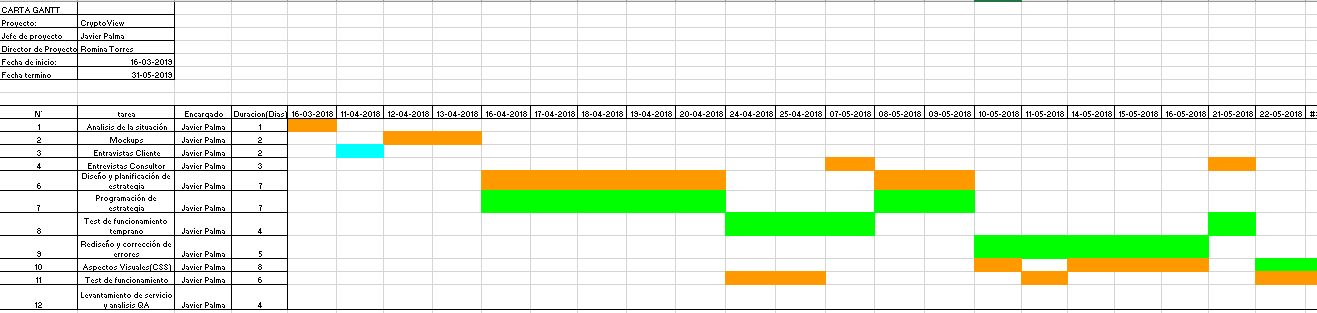 CARTA GANTT
Proyecto: CryptoView
Jefe de proyecto Javier Palma
Director de Proyecto Romina Torres
Fecha de inicio: 16-03-2019
Fecha termino 31-05-2019
N° tarea Encargado Duracion(Dias) 16-03-2018 11-04-2018 12-04-2018 13-04-2018 16-04-2018 17-04-2018 18-04-2018 19-04-2018 20-04-2018 24-04-2018 25-04-2018 07-05-2018 08-05-2018 09-05-2018 10-05-2018 11-05-2018 14-05-2018 15-05-2018 16-05-2018 21-05-2018 22-05-2018
1 Analisis de la situación Javier Palma 1
2 Mockups Javier Palma 2
3 Entravistas Cliente Javier Palma 2
4 Entrevistas Consultor Javier Palma 3
Diseño y planificación de
6 estrategia Javier Palma 7
Programación de
7 estrategia Javier Palma 7
Test de funcionamiento
8 temprano Javier Palma 4
Rediseño y corrección de
9 errores Javier Palma 5
10 Aspectos Visuales(CSS) Javier Palma 8
11 Test de funcionamiento Javier Palma 6
Levantamiento de servicio
12 y analisis QA Javier Palma 4